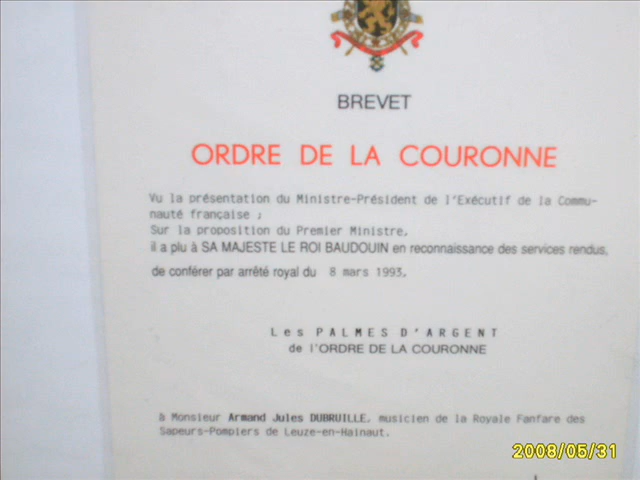 BREVET
ORDRE DE LA COURONNE
Vu la présentation du Ministre-Président de l'Exécutif de la Commu-
nauté française ;
Sur la proposition du Premier Ministre,
il a plu à SA MAJESTE LE ROI BAUDOUIN en reconnaissance des services rendus,
de conférer par arrêté royal du 8 mars 1993,
Les PALMES D'ARGENT
de l'ORDRE DE LA COURONNE
à Monsieur Armand Jules DUBRUILLE, musicien de la Royale Fanfare des
Sapeurs-Pompiers de Leuze-en-Hainaut.
2008/05/31